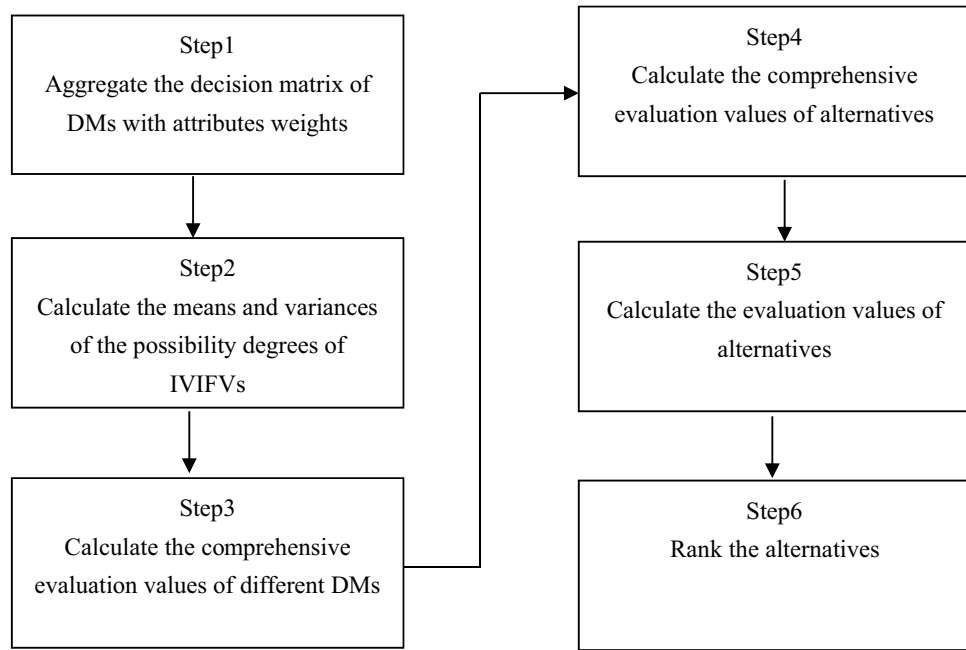 Step1
Aggregate the decision matrix of
DMs with attributes weights
Step2
Calculate the means and variances
of the possibility degrees of
IVIFVs
Step3
Calculate the comprehensive
evaluation values of different DMs
Step4
Calculate the comprehensive
evaluation values of alternatives
Step5
Calculate the evaluation values of
alternatives
Step6
Rank the alternatives